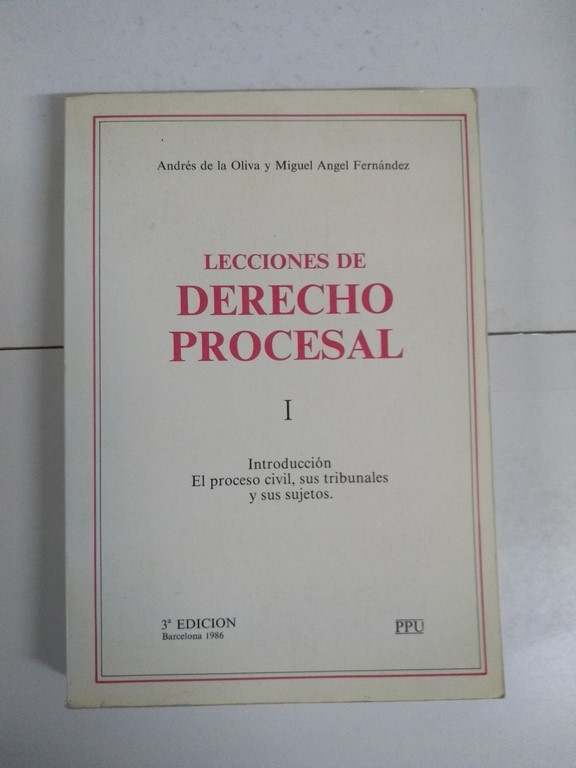 Andrés de la Oliva y Miguel Angel Fernández
LECCIONES DE
DERECHO
PROCESAL
I
Introducción
El proceso civil, sus tribunales
y sus sujetos.
3ª EDICION
Barcelona 1986
PPU